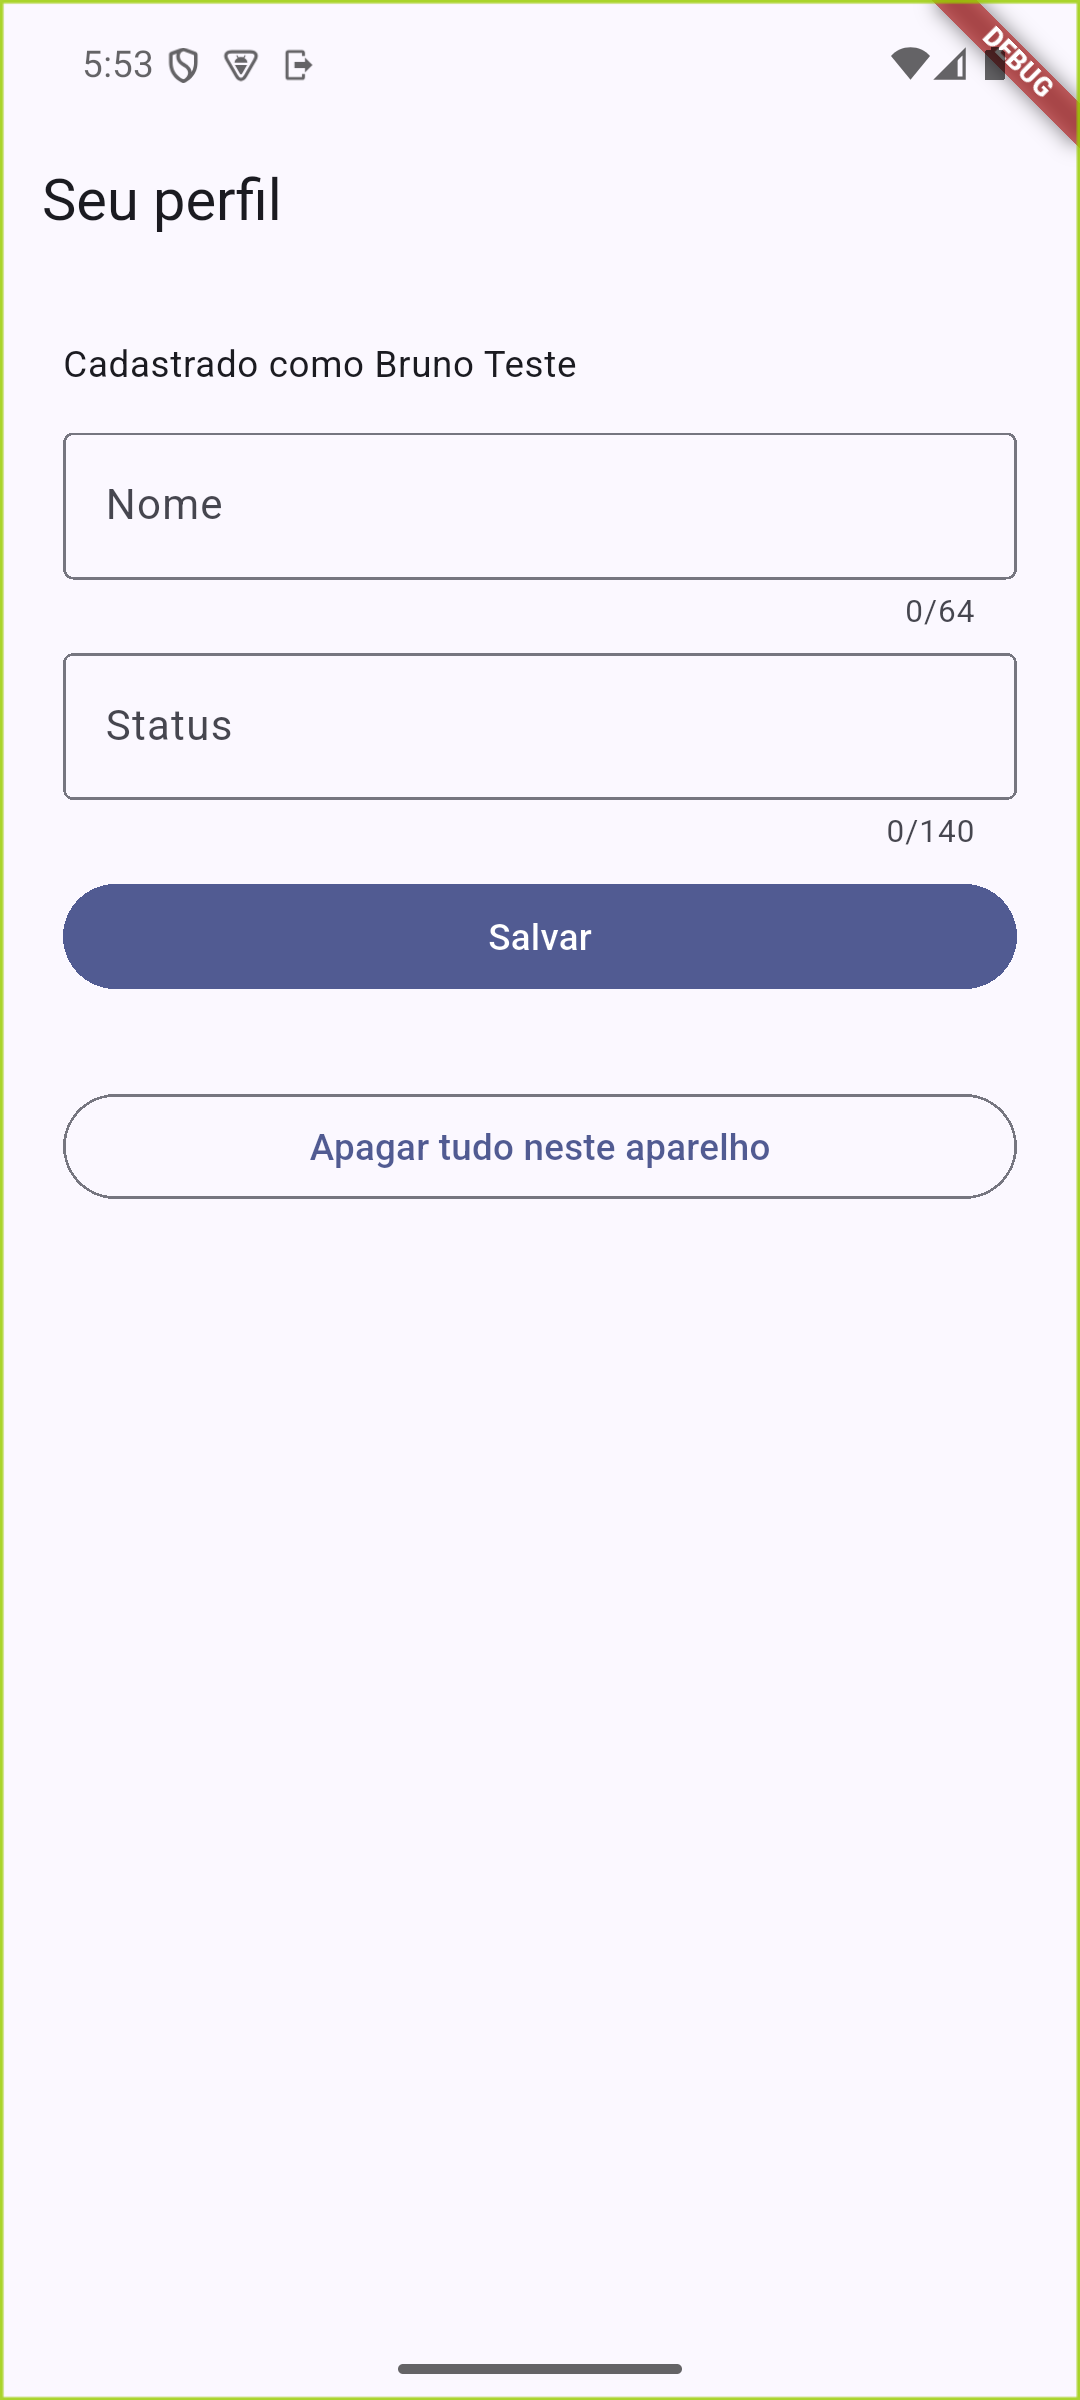 5:53
DEBUG
Seu perfil
Cadastrado como Bruno Teste
Nome
0/64
Status
0/140
Salvar
Apagar tudo neste aparelho